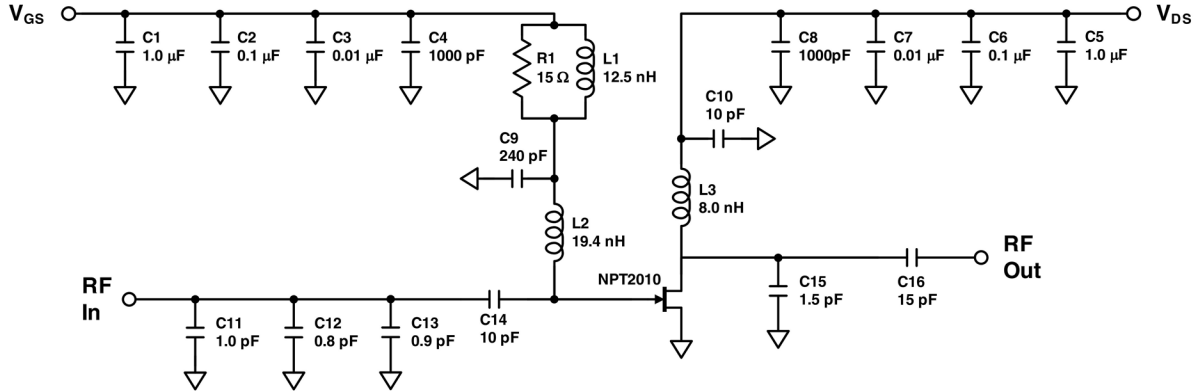 VGS
C1
1.0 µF
C2
0.1 µF
C3
0.01 µF
C4
1000 pF
R1
15 Ω
L1
12.5 nH
C8
1000pF
C7
0.01 µF
C6
0.1 µF
C5
1.0 µF
VDS
C10
10 pF
C9
240 pF
L3
8.0 nH
L2
19.4 nH
NPT2010
RF
Out
C15
1.5 pF
C16
15 pF
RF
In
C11
1.0 pF
C12
0.8 pF
C13
0.9 pF
C14
10 pF